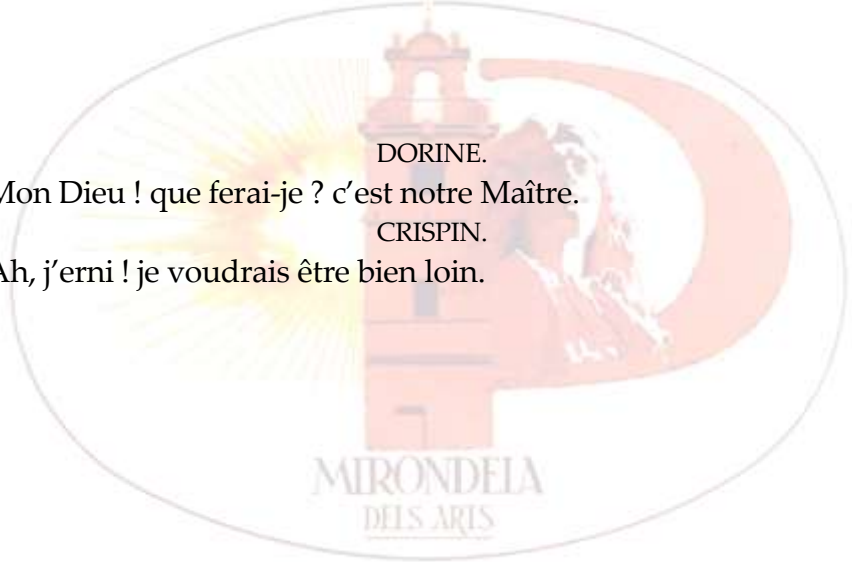 DORINE.
Mon Dieu ! que ferai-je ? c’est notre Maître.
CRISPIN.
Ah, j’erni ! je voudrais être bien loin.
MIRONDELA
DELS ARTS